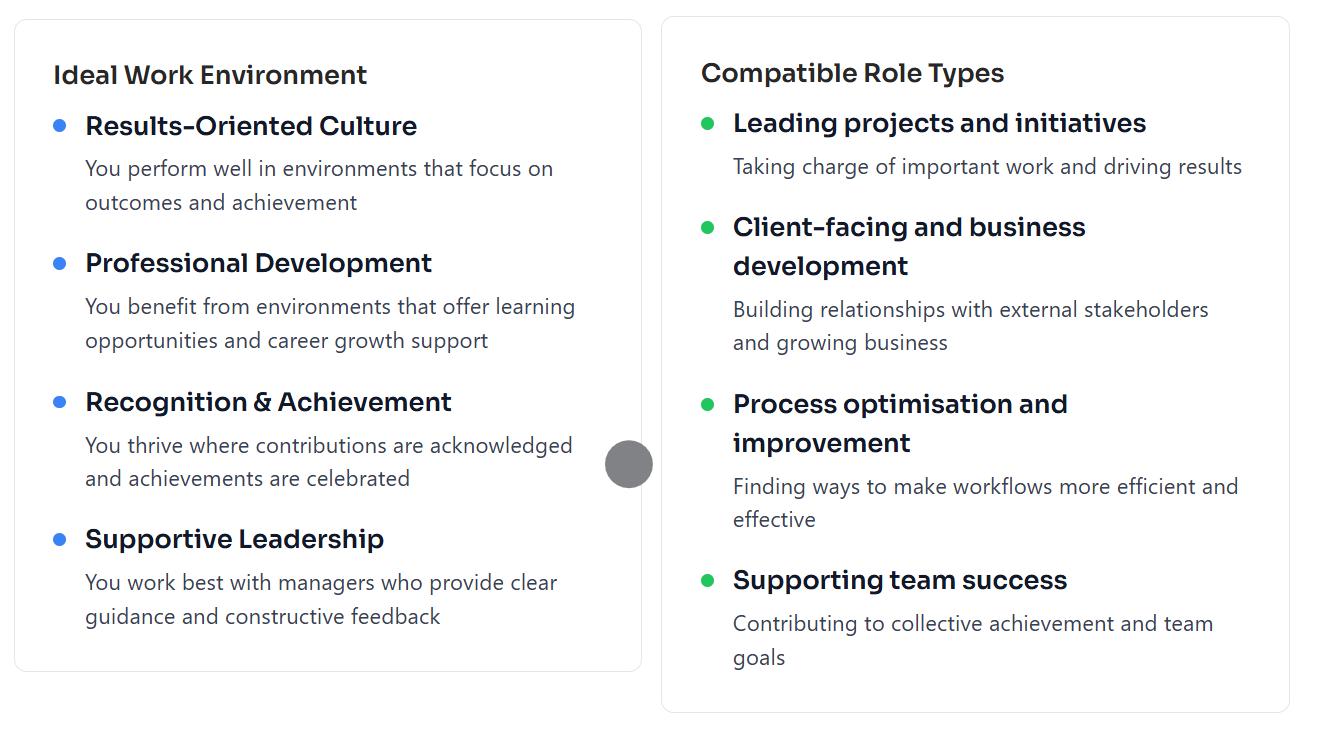 Ideal Work Environment
Results-Oriented Culture
You perform well in environments that focus on
outcomes and achievement
Professional Development
You benefit from environments that offer learning
opportunities and career growth support
Recognition & Achievement
You thrive where contributions are acknowledged
and achievements are celebrated
Supportive Leadership
You work best with managers who provide clear
guidance and constructive feedback
Compatible Role Types
Leading projects and initiatives
Taking charge of important work and driving results
Client-facing and business
development
Building relationships with external stakeholders
and growing business
Process optimisation and
improvement
Finding ways to make workflows more efficient and
effective
Supporting team success
Contributing to collective achievement and team
goals